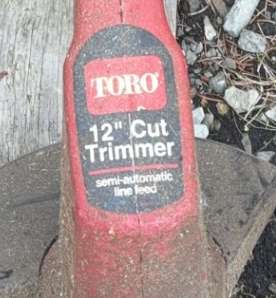 TORO
12" Cut
Trimmer
semi-automatic
line feed